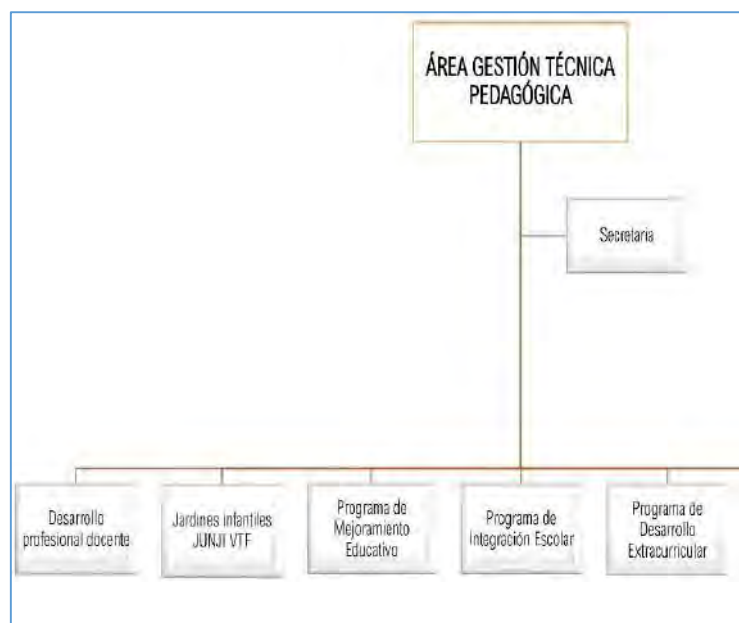 ÁREA GESTIÓN TÉCNICA
PEDAGÓGICA
Secretaria
Desarrollo
profesional docente
Jardines infantiles
JUNJI VTF
Programa de
Mejoramiento
Educativo
Programa de
Integración Escolar
Programa de
Desarrollo
Extracurricular